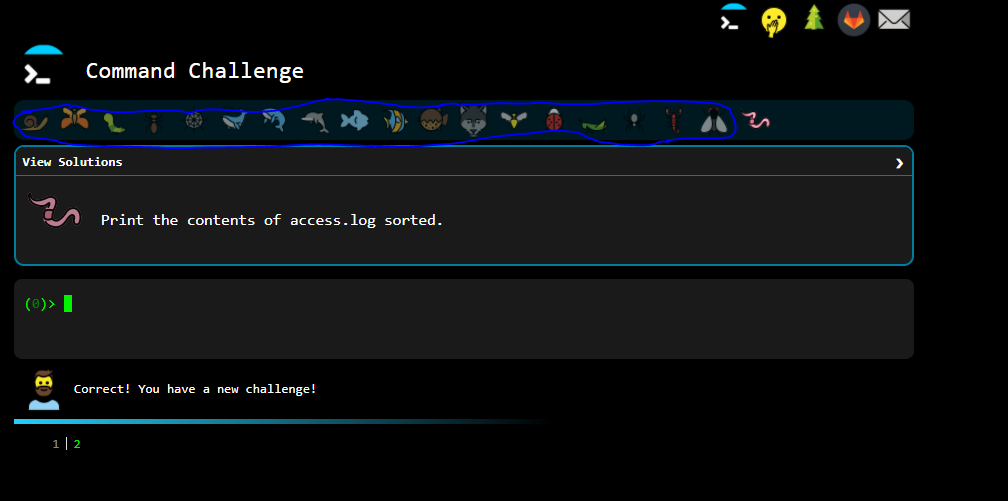 Command Challenge
View Solutions
Print the contents of access.log sorted.
(0)>
Correct! You have a new challenge!
1 | 2